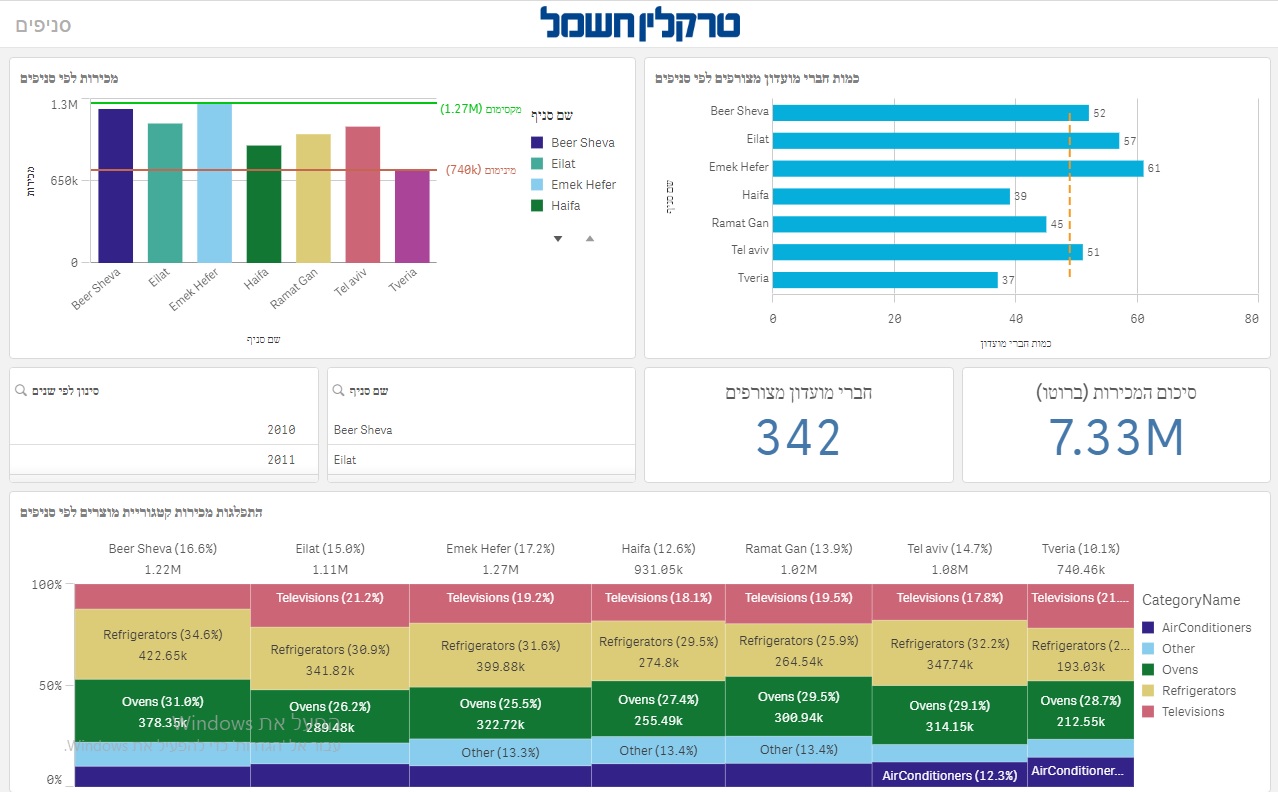 סניפים
טרקלין חשמל
מכירות לפי סניפים
1.3M
650k
0
מכירות
מקסימום (1.27M)
מינימום (740k)
Beer Sheva
Eilat
Emek Hefer
Haifa
Ramat Gan
Tel aviv
Tveria
שם סניף
שם סניף
Beer Sheva
Eilat
Emek Hefer
Haifa
כמות חברי מועדון מצורפים לפי סניפים
שם סניף
Beer Sheva 52
Eilat 57
Emek Hefer 61
Haifa 39
Ramat Gan 45
Tel aviv 51
Tveria 37
0 20 40 60 80
כמות חברי מועדון
סינון לפי שנים
2010
2011
שם סניף
Beer Sheva
Eilat
חברי מועדון מצורפים
342
סיכום המכירות (ברוטו)
7.33M
התפלגות מכירות קטגוריית מוצרים לפי סניפים
Beer Sheva (16.6%) Eilat (15.0%) Emek Hefer (17.2%) Haifa (12.6%) Ramat Gan (13.9%) Tel aviv (14.7%) Tveria (10.1%)
1.22M 1.11M 1.27M 931.05k 1.02M 1.08M 740.46k
100%
50%
0%
Televisions (21.2%) Televisions (19.2%) Televisions (18.1%) Televisions (19.5%) Televisions (17.8%) Televisions (21....
Refrigerators (34.6%) Refrigerators (30.9%) Refrigerators (31.6%) Refrigerators (29.5%) Refrigerators (25.9%) Refrigerators (32.2%) Refrigerators (2...
422.65k 341.82k 399.88k 274.8k 264.54k 347.74k 193.03k
Ovens (31.0%) Ovens (26.2%) Ovens (25.5%) Ovens (27.4%) Ovens (29.5%) Ovens (29.1%) Ovens (28.7%)
378.35k 289.48k 322.72k 255.49k 300.94k 314.15k 212.55k
Other (13.3%) Other (13.4%) Other (13.4%)
AirConditioners (12.3%) AirConditioner...
הפעל את Windows
עבור אל 'הגדרות' כדי להפעיל את Windows.
CategoryName
AirConditioners
Other
Ovens
Refrigerators
Televisions